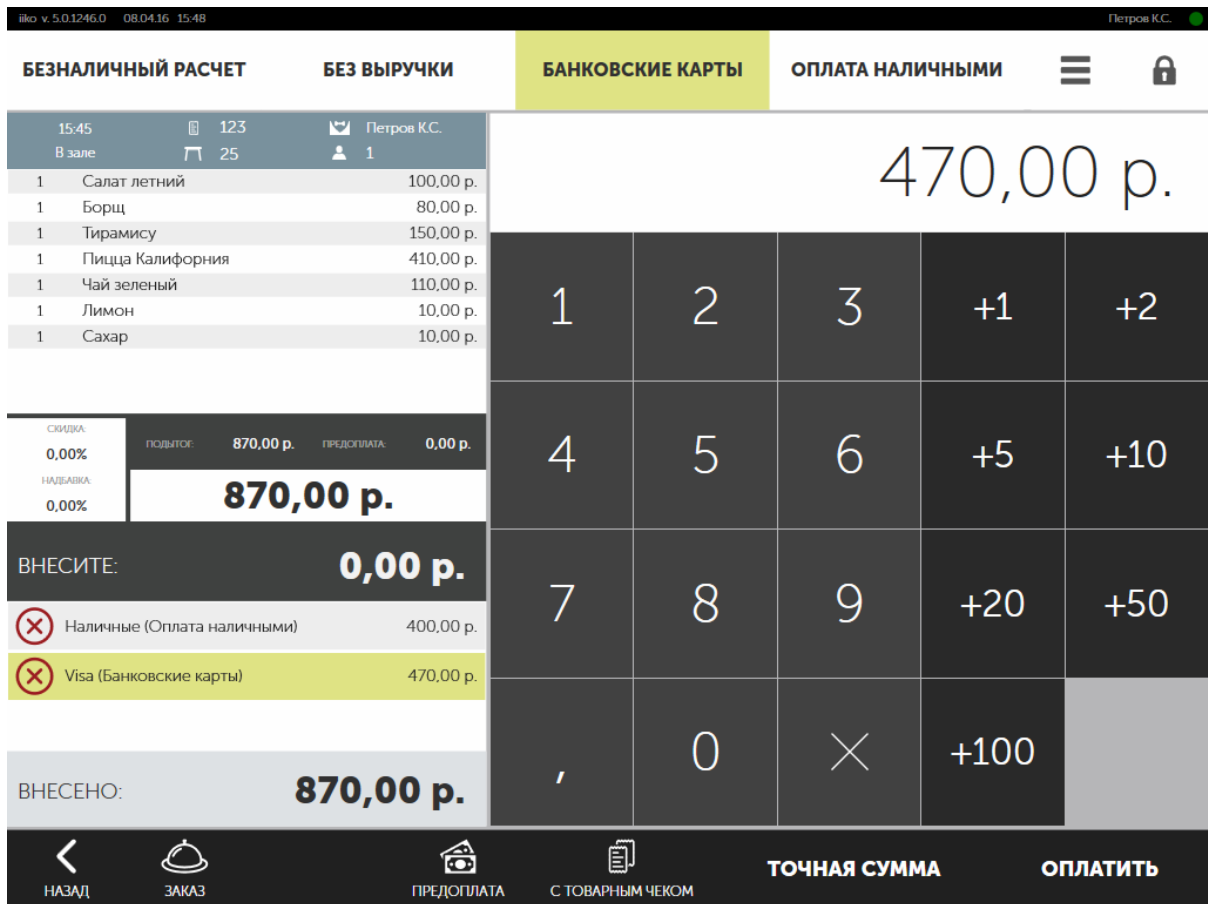 iiko v. 5.0.1246.0 08.04.16 15:48 Петров К.С.
БЕЗНАЛИЧНЫЙ РАСЧЕТ БЕЗ ВЫРУЧКИ БАНКОВСКИЕ КАРТЫ ОПЛАТА НАЛИЧНЫМИ
15:45 123 Петров К.С.
В зале 25 1
1 Салат летний 100,00 р.
1 Борщ 80,00 р.
1 Тирамису 150,00 р.
1 Пицца Калифорния 410,00 р.
1 Чай зеленый 110,00 р.
1 Лимон 10,00 р.
1 Сахар 10,00 р.
СКИДКА:
0,00%
НАДБАВКА:
0,00%
ПОДЫТОГ: 870,00 р. ПРЕДОПЛАТА: 0,00 р.
870,00 р.
ВНЕСИТЕ: 0,00 р.
Наличные (Оплата наличными) 400,00 р.
Visa (Банковские карты) 470,00 р.
ВНЕСЕНО: 870,00 р.
470,00 р.
1 2 3 +1 +2
4 5 6 +5 +10
7 8 9 +20 +50
, 0 +100
НАЗАД ЗАКАЗ ПРЕДОПЛАТА С ТОВАРНЫМ ЧЕКОМ ТОЧНАЯ СУММА ОПЛАТИТЬ